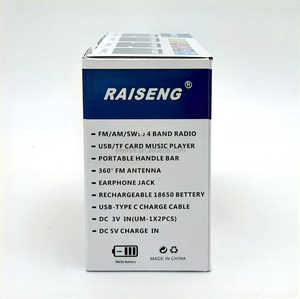 RAISENG ®
FM/AM/SW1-2 4 BAND RADIO
USB/TF CARD MUSIC PLAYER
PORTABLE HANDLE BAR
360° FM ANTENNA
EARPHONE JACK
RECHARGEABLE 18650 BATTERY
USB-TYPE C CHARGE CABLE
DC 3V IN(UM-1X2PCS)
DC 5V CHARGE IN
MADE IN CHINA